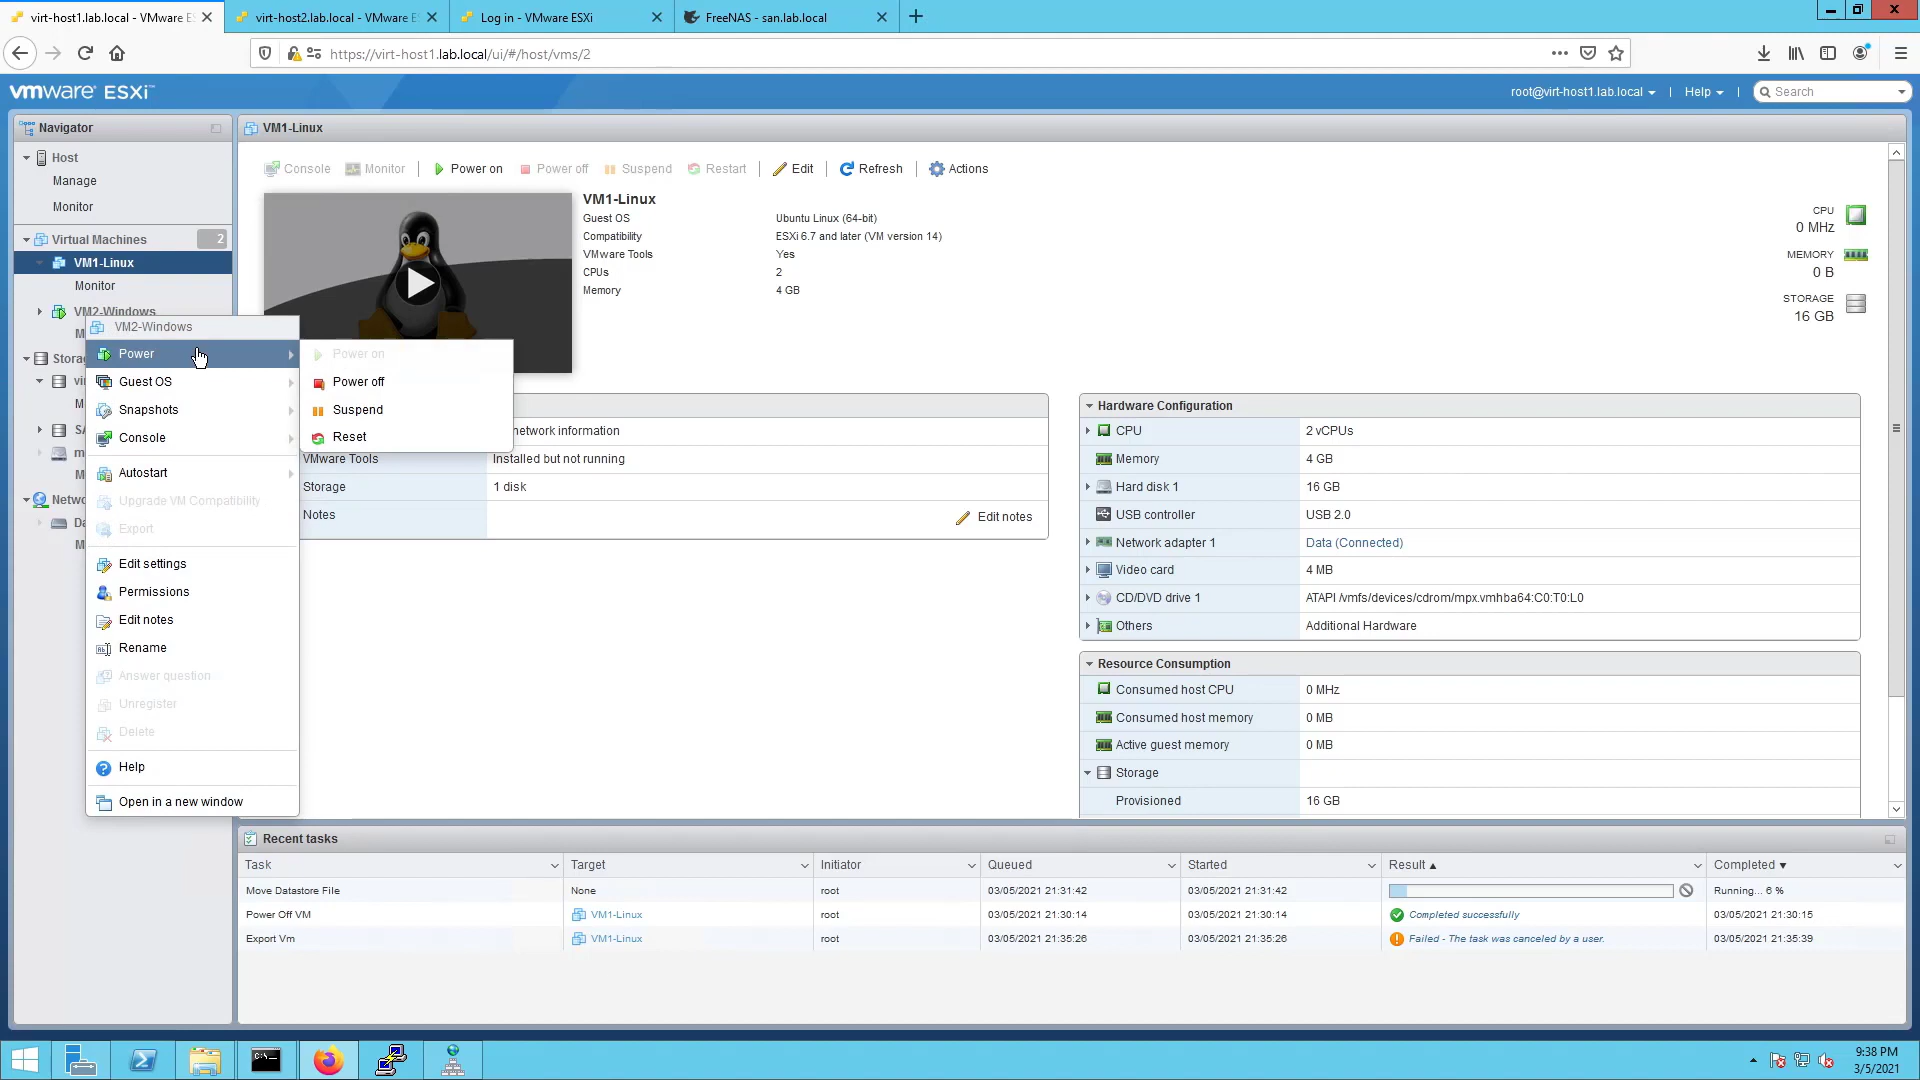 virt-host1.lab.local - VMware E
virt-host2.lab.local - VMware E
Log in - VMware ESXi
FreeNAS - san.lab.local
https://virt-host1.lab.local/ui/#/host/vms/2
vmware ESXi™
root@virt-host1.lab.local
Help
Search
Navigator
Host
Manage
Monitor
Virtual Machines
2
VM1-Linux
Monitor
VM2-Windows
M
Storag
vi
M
SA
m
M
Netwo
Da
M
VM2-Windows
Power
Guest OS
Snapshots
Console
Autostart
Upgrade VM Compatibility
Export
Edit settings
Permissions
Edit notes
Rename
Answer question
Unregister
Delete
Help
Open in a new window
Power on
Power off
Suspend
Reset
VM1-Linux
Console
Monitor
Power on
Power off
Suspend
Restart
Edit
Refresh
Actions
VM1-Linux
Guest OS Ubuntu Linux (64-bit)
Compatibility ESXi 6.7 and later (VM version 14)
VMware Tools Yes
CPUs 2
Memory 4 GB
CPU
0 MHz
MEMORY
0 B
STORAGE
16 GB
network information
VMware Tools Installed but not running
Storage 1 disk
Notes
Edit notes
Hardware Configuration
CPU 2 vCPUs
Memory 4 GB
Hard disk 1 16 GB
USB controller USB 2.0
Network adapter 1 Data (Connected)
Video card 4 MB
CD/DVD drive 1 ATAPI /vmfs/devices/cdrom/mpx.vmhba64:C0:T0:L0
Others Additional Hardware
Resource Consumption
Consumed host CPU 0 MHz
Consumed host memory 0 MB
Active guest memory 0 MB
Storage
Provisioned 16 GB
Recent tasks
Task Target Initiator Queued Started Result Completed
Move Datastore File None root 03/05/2021 21:31:42 03/05/2021 21:31:42 Running... 6 %
Power Off VM VM1-Linux root 03/05/2021 21:30:14 03/05/2021 21:30:14 Completed successfully 03/05/2021 21:30:15
Export Vm VM1-Linux root 03/05/2021 21:35:26 03/05/2021 21:35:26 Failed - The task was canceled by a user. 03/05/2021 21:35:39
9:38 PM
3/5/2021